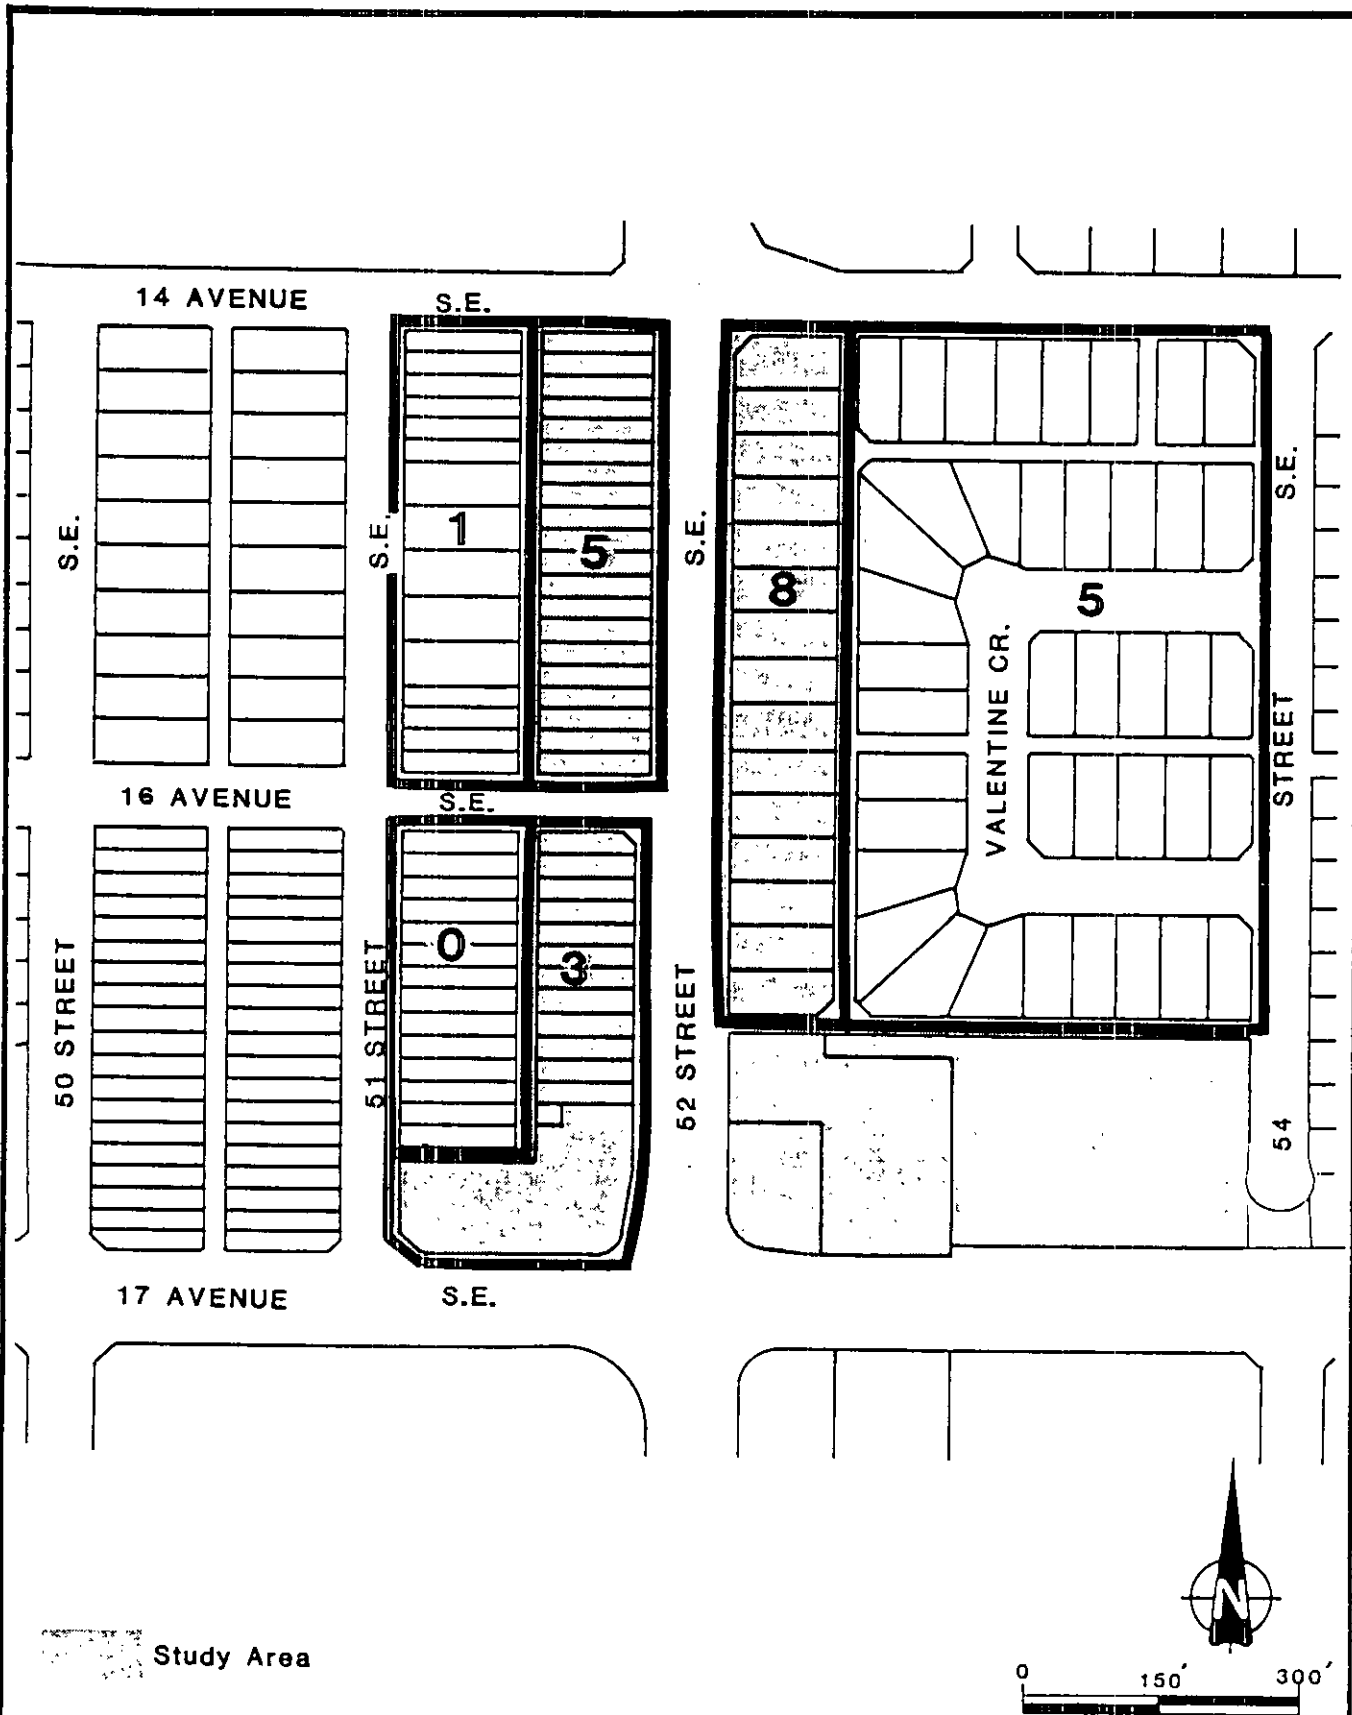 14 AVENUE S.E.
S.E.
S.E.
S.E.
S.E.
1
5
8
5
VALENTINE CR.
STREET
16 AVENUE S.E.
0
3
50 STREET
51 STREET
52 STREET
54
17 AVENUE S.E.
N
Study Area
0 150' 300'